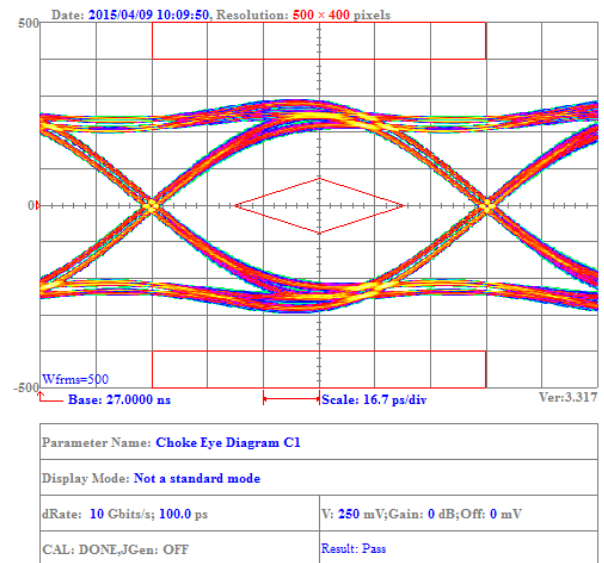 Date: 2015/04/09 10:09:50, Resolution: 500 × 400 pixels
500
0
-500
Wfrms=500
Base: 27.0000 ns
Scale: 16.7 ps/div
Ver:3.317
Parameter Name: Choke Eye Diagram C1
Display Mode: Not a standard mode
dRate: 10 Gbits/s; 100.0 ps
V: 250 mV;Gain: 0 dB;Off: 0 mV
CAL: DONE,JGen: OFF
Result: Pass